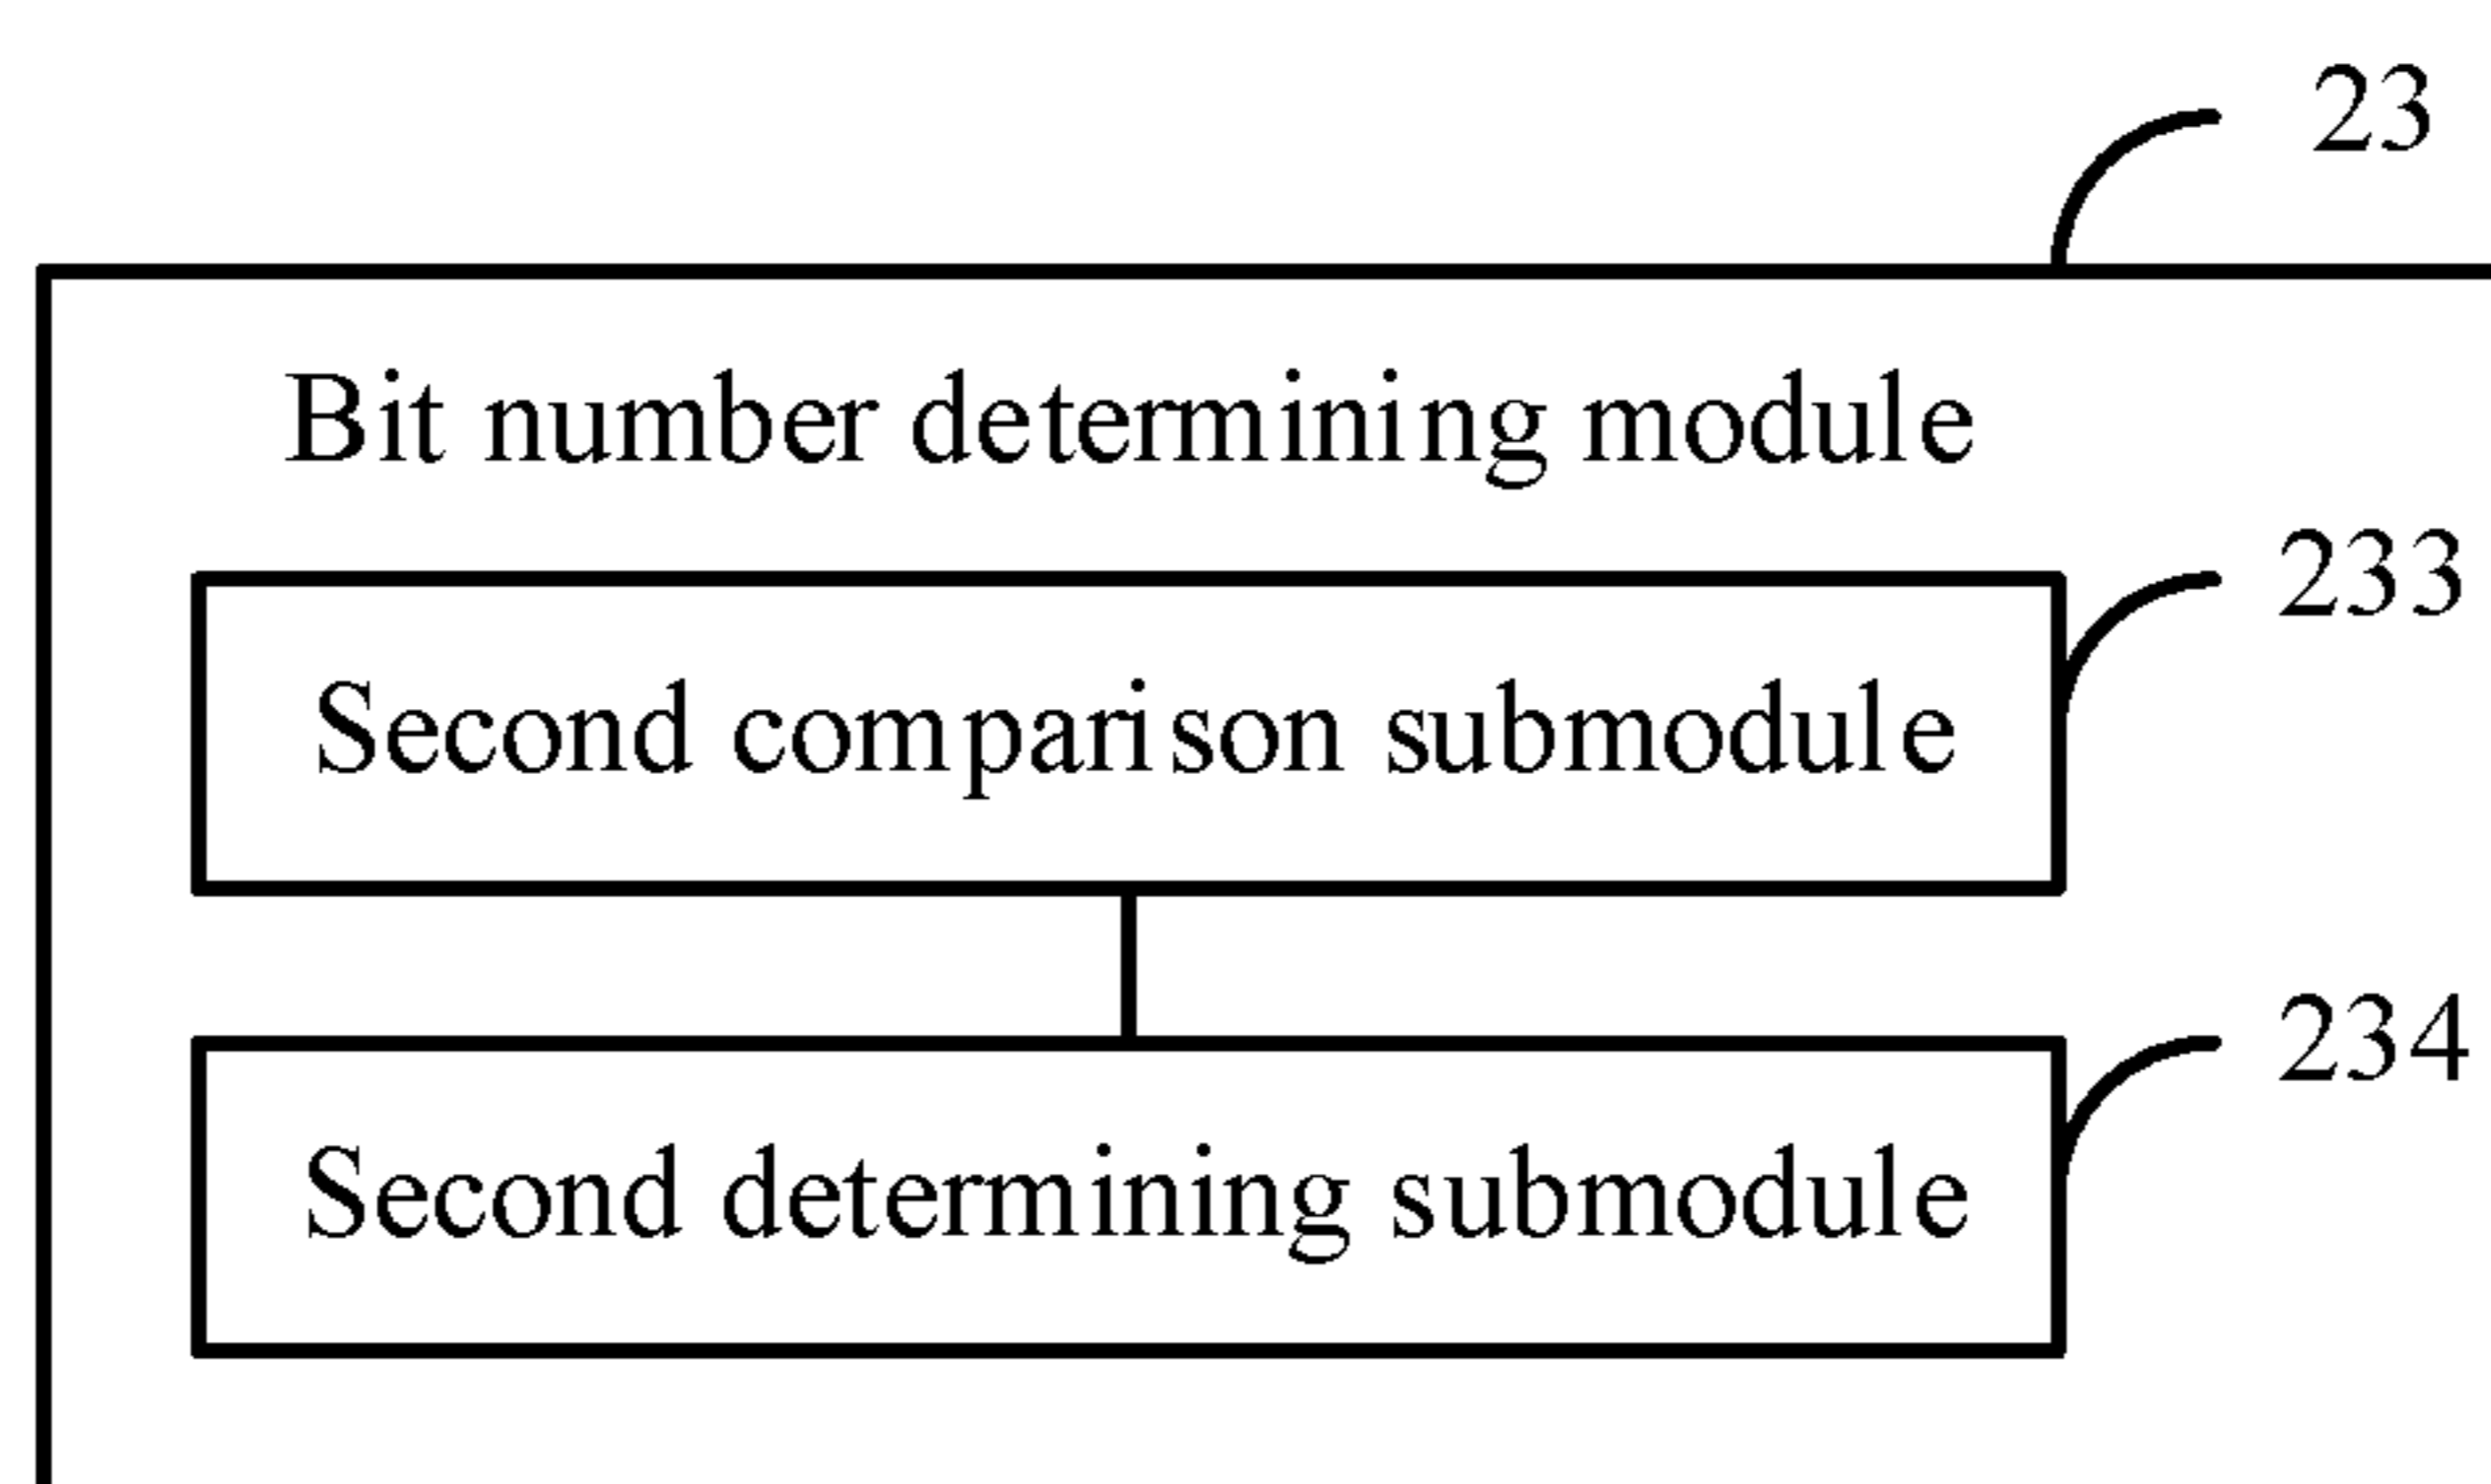 23
Bit number determining module
233
Second comparison submodule
234
Second determining submodule